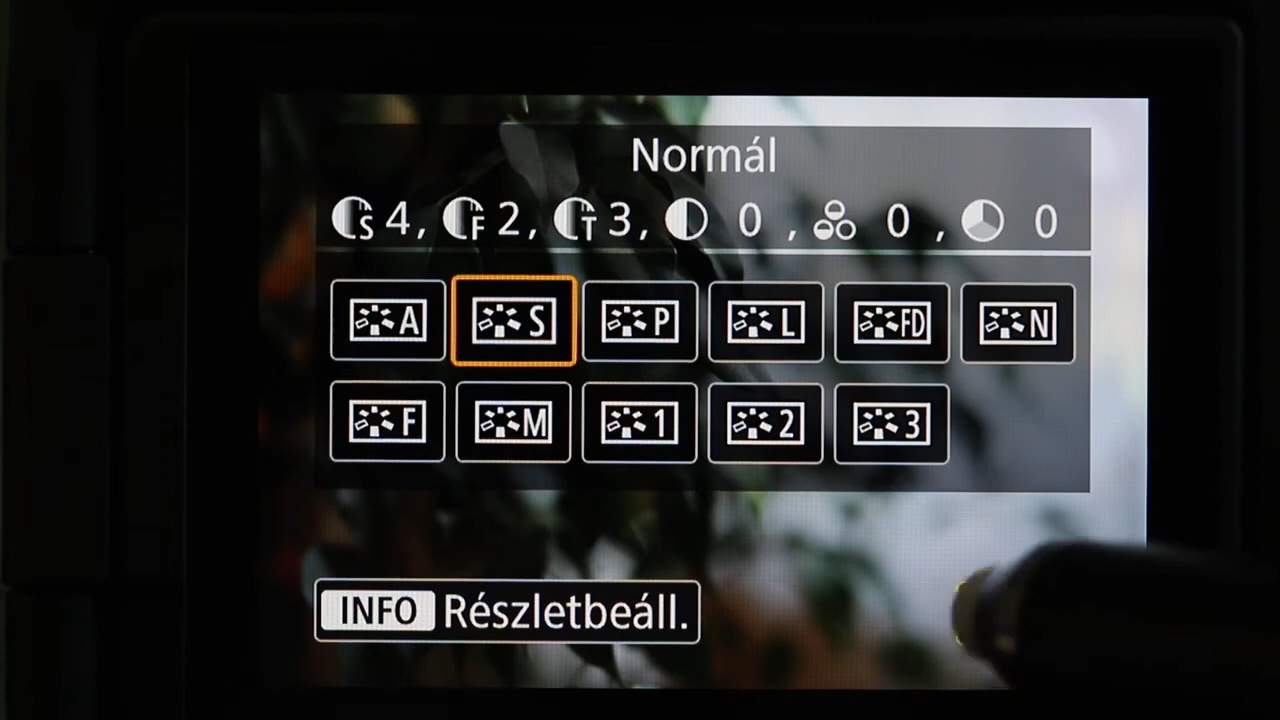 Normál
S 4, F 2, T 3, 0, 0, 0
A S P L FD N
F M 1 2 3
INFO Részletbeáll.